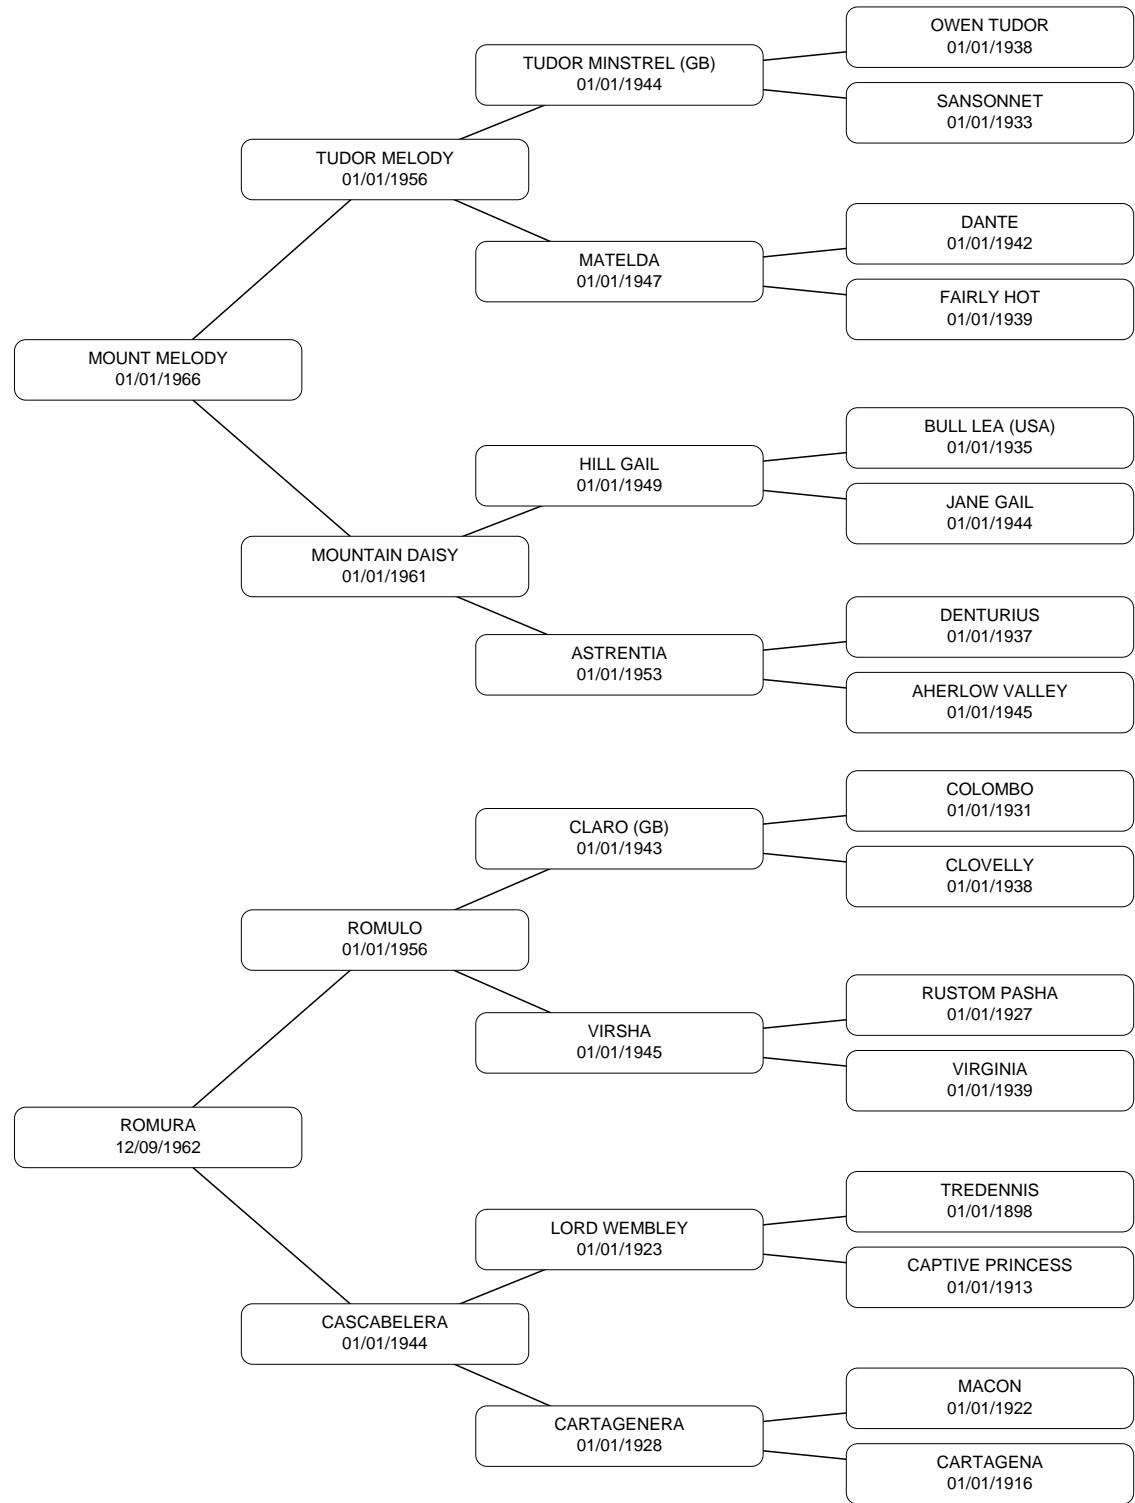 OWEN TUDOR
01/01/1938
TUDOR MINSTREL (GB)
01/01/1944
SANSONNET
01/01/1933
TUDOR MELODY
01/01/1956
DANTE
01/01/1942
MATELDA
01/01/1947
FAIRLY HOT
01/01/1939
MOUNT MELODY
01/01/1966
BULL LEA (USA)
01/01/1935
HILL GAIL
01/01/1949
JANE GAIL
01/01/1944
MOUNTAIN DAISY
01/01/1961
DENTURIUS
01/01/1937
ASTRENTIA
01/01/1953
AHERLOW VALLEY
01/01/1945
COLOMBO
01/01/1931
CLARO (GB)
01/01/1943
CLOVELLY
01/01/1938
ROMULO
01/01/1956
RUSTOM PASHA
01/01/1927
VIRSHA
01/01/1945
VIRGINIA
01/01/1939
ROMURA
12/09/1962
TREDENNIS
01/01/1898
LORD WEMBLEY
01/01/1923
CAPTIVE PRINCESS
01/01/1913
CASCABELERA
01/01/1944
MACON
01/01/1922
CARTAGENERA
01/01/1928
CARTAGENA
01/01/1916